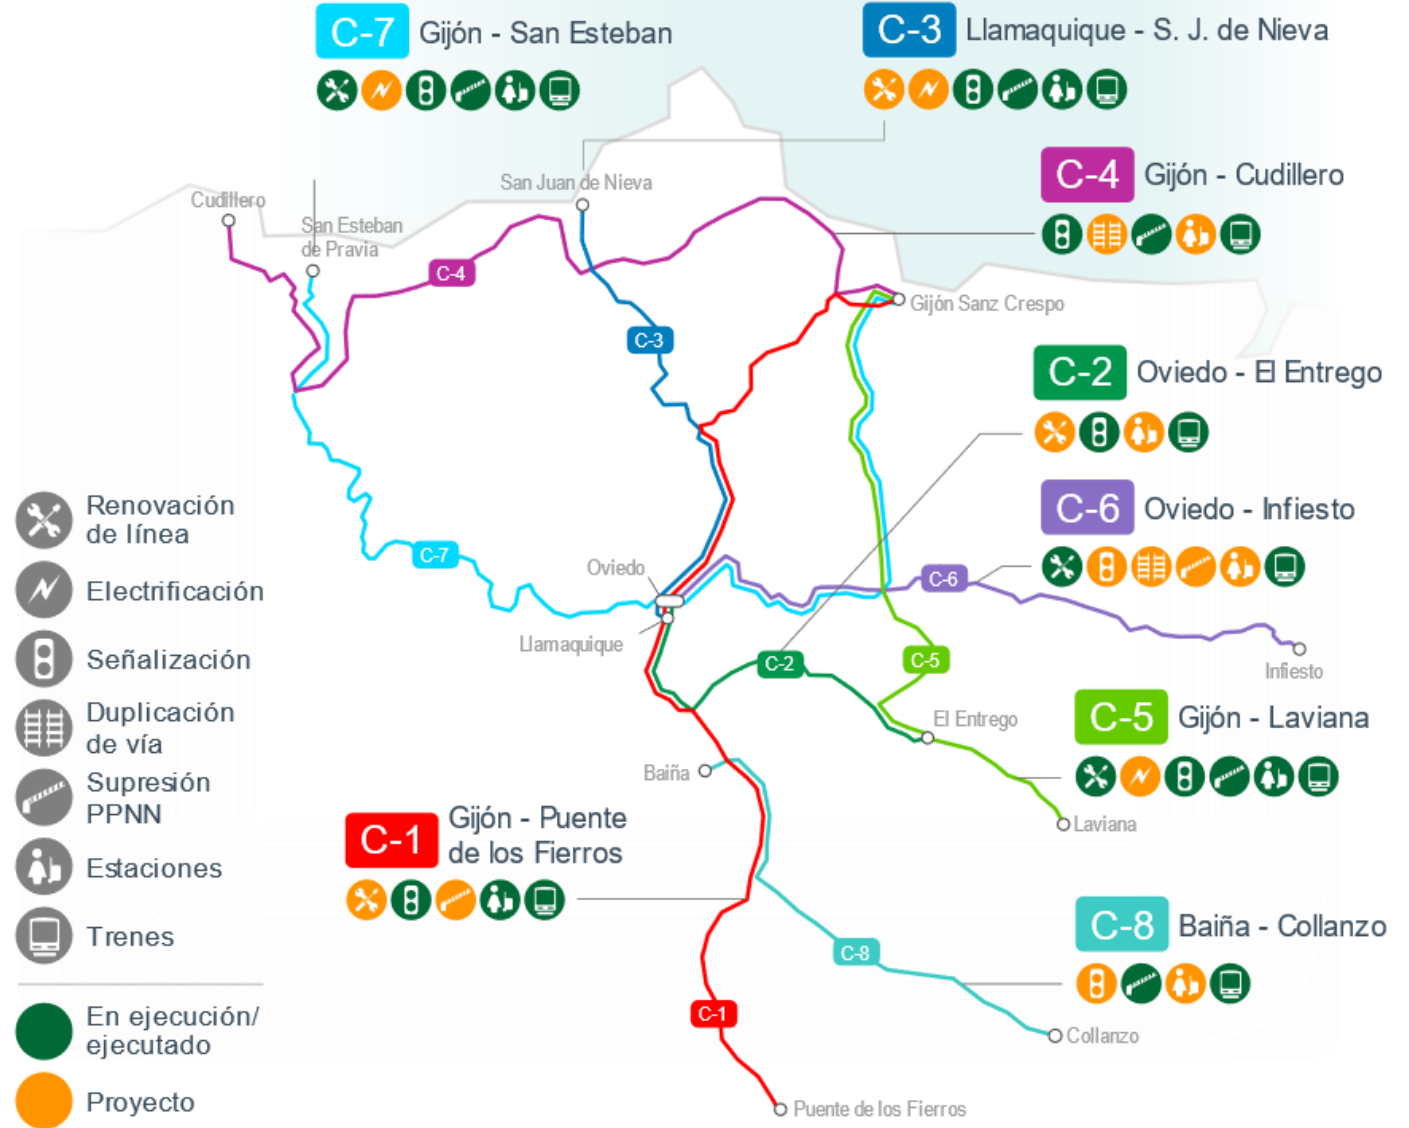 C-7 Gijón - San Esteban
C-3 Llamaquique - S. J. de Nieva
C-4 Gijón - Cudillero
San Juan de Nieva
Cudillero
San Esteban
de Pravia
C-4
Gijón Sanz Crespo
C-3
C-2 Oviedo - El Entrego
C-6 Oviedo - Infiesto
Renovación
de línea
Electrificación
Señalización
Duplicación
de vía
Supresión
PPNN
Estaciones
Trenes
En ejecución/
ejecutado
Proyecto
C-7
Oviedo
C-6
Llamaquique
C-2
C-5
Infiesto
El Entrego
C-5 Gijón - Laviana
Baiña
Laviana
C-1 Gijón - Puente
de los Fierros
C-8 Baiña - Collanzo
C-8
C-1
Collanzo
Puente de los Fierros